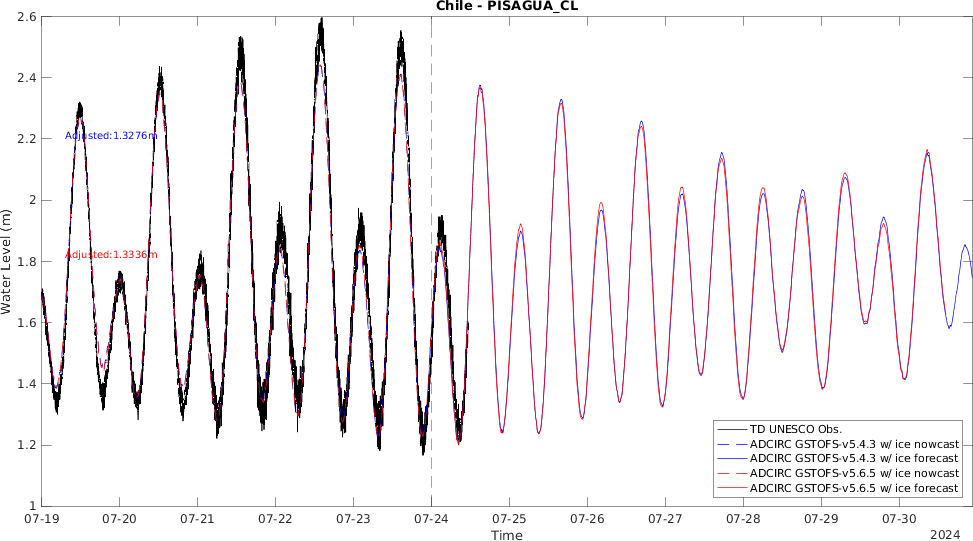 Chile - PISAGUA_CL
2.6
2.4
2.2
2
1.8
1.6
1.4
1.2
1
Water Level (m)
Adjusted:1.3276m
Adjusted:1.3336m
TD UNESCO Obs.
ADCIRC GSTOFS-v5.4.3 w/ ice nowcast
ADCIRC GSTOFS-v5.4.3 w/ ice forecast
ADCIRC GSTOFS-v5.6.5 w/ ice nowcast
ADCIRC GSTOFS-v5.6.5 w/ ice forecast
07-19 07-20 07-21 07-22 07-23 07-24 07-25 07-26 07-27 07-28 07-29 07-30
Time
2024